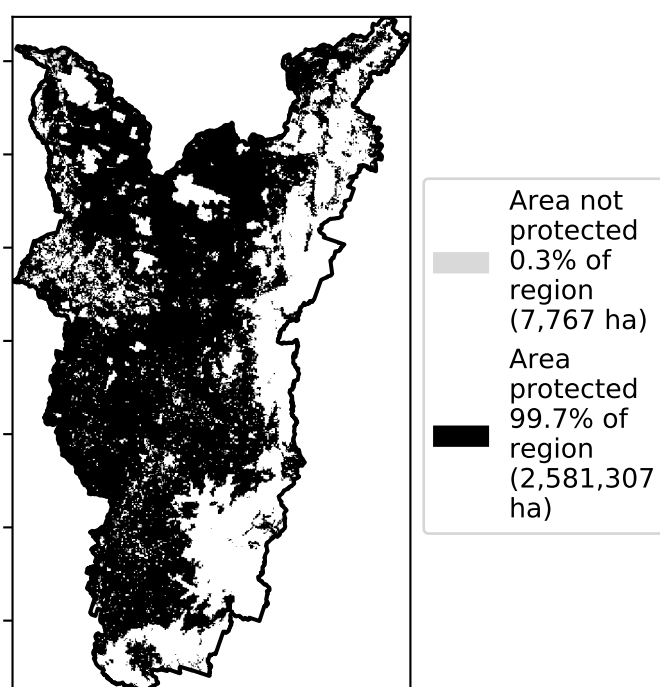 Area not
protected
0.3% of
region
(7,767 ha)
Area
protected
99.7% of
region
(2,581,307
ha)